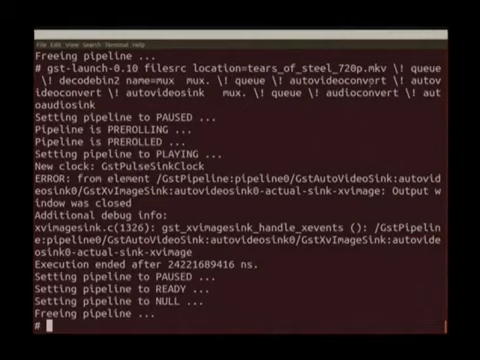 File Edit View Search Terminal Help
Freeing pipeline ...
# gst-launch-0.10 filesrc location=tears_of_steel_720p.mkv \! queue
\! decodebin2 name=mux mux. \! queue \! autovideoconvert \! autov
ideoconvert \! autovideosink mux. \! queue \! audioconvert \! aut
oaudiosink
Setting pipeline to PAUSED ...
Pipeline is PREROLLING ...
Pipeline is PREROLLED ...
Setting pipeline to PLAYING ...
New clock: GstPulseSinkClock
ERROR: from element /GstPipeline:pipeline0/GstAutoVideoSink:autovid
eosink0/GstXvImageSink:autovideosink0-actual-sink-xvimage: Output w
indow was closed
Additional debug info:
xvimagesink.c(1326): gst_xvimagesink_handle_xevents (): /GstPipelin
e:pipeline0/GstAutoVideoSink:autovideosink0/GstXvImageSink:autovide
osink0-actual-sink-xvimage
Execution ended after 24221689416 ns.
Setting pipeline to PAUSED ...
Setting pipeline to READY ...
Setting pipeline to NULL ...
Freeing pipeline ...
#